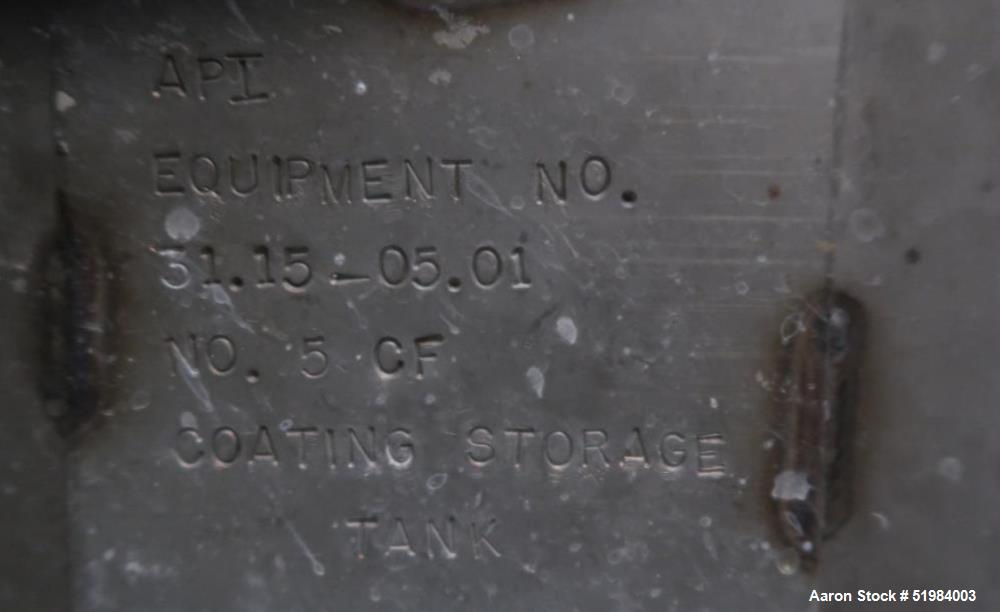 API
EQUIPMENT NO.
31.15-05.01
NO. 5 CF
COATING STORAGE
TANK
Aaron Stock # 51984003